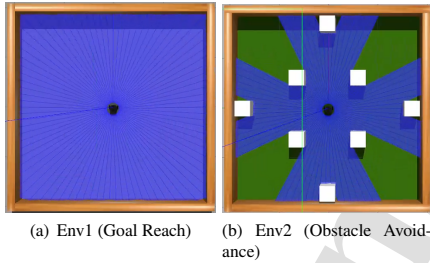 (a) Env1 (Goal Reach)
(b) Env2 (Obstacle Avoid-
ance)